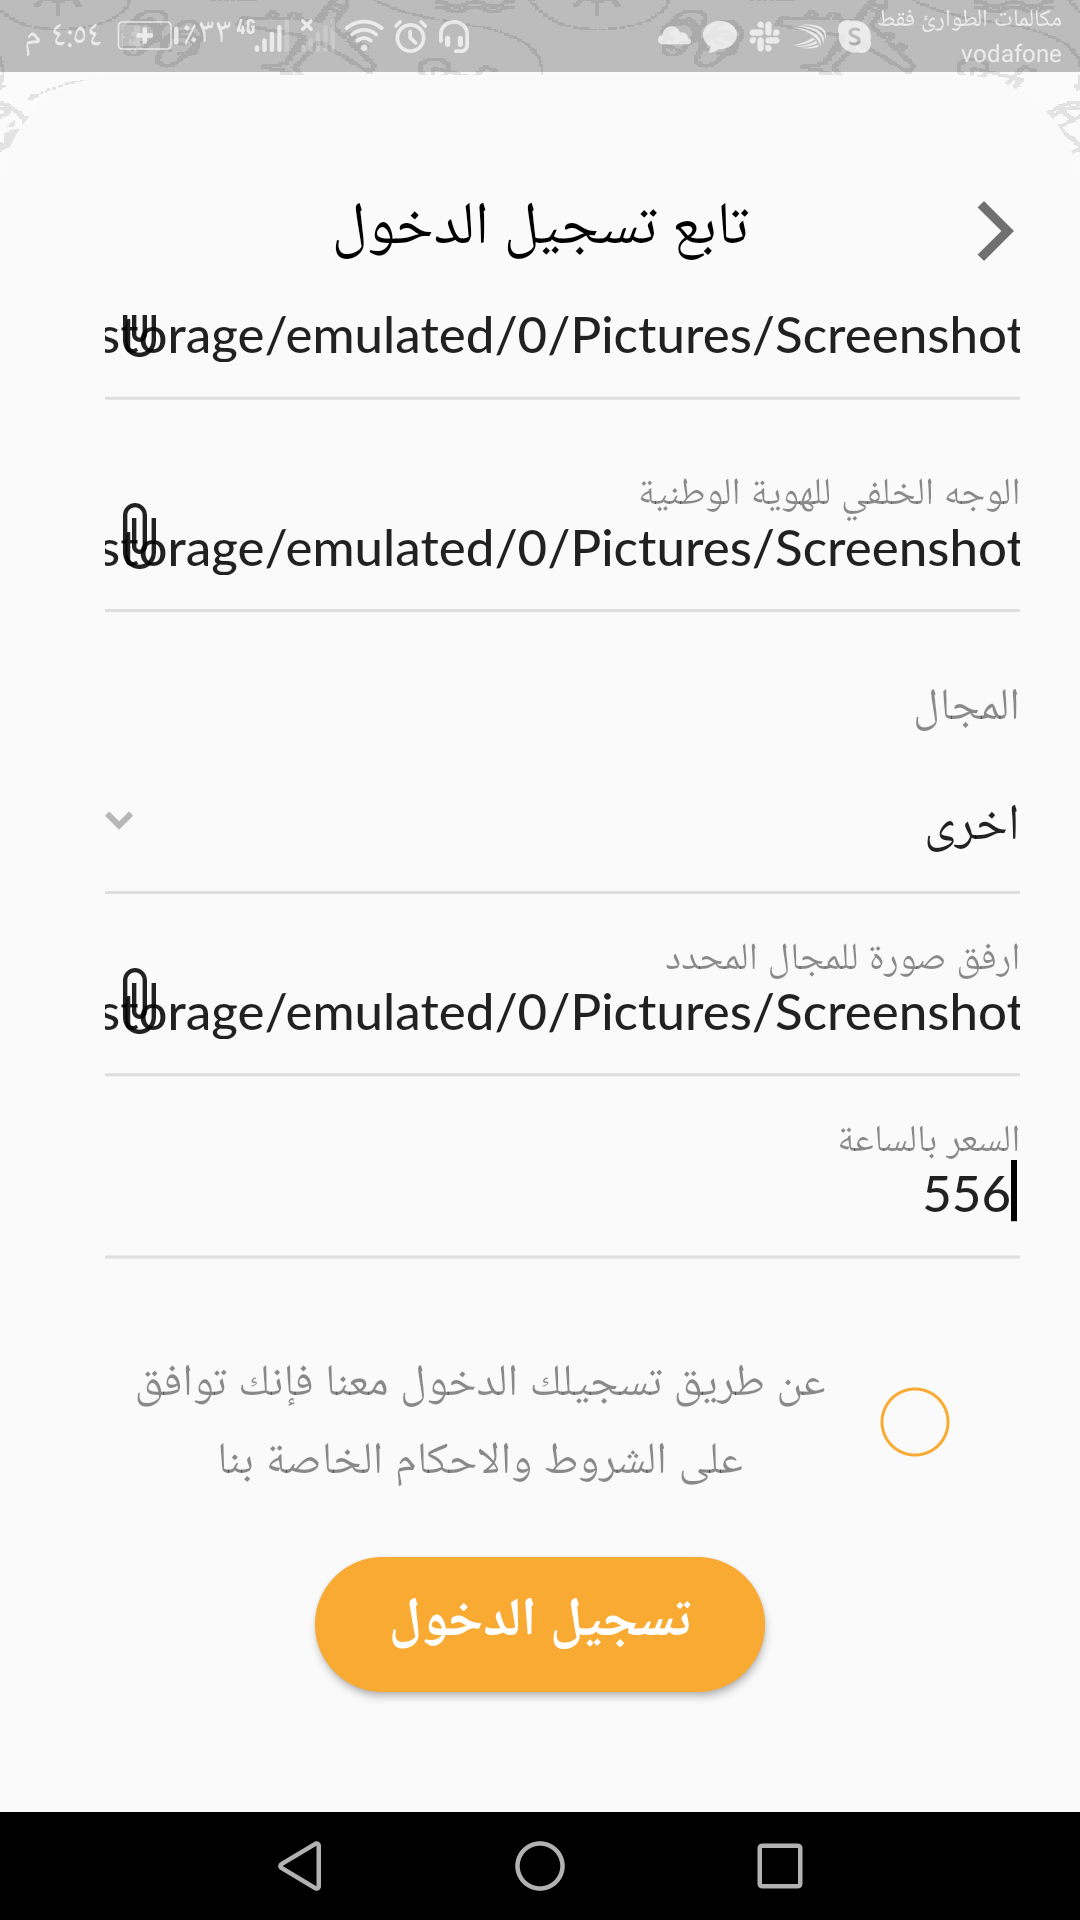 مكالمات الطوارئ فقط
vodafone
٤:٥٤ م
٪٣٣
4G
تابع تسجيل الدخول
storage/emulated/0/Pictures/Screenshot
الوجه الخلفي للهوية الوطنية
storage/emulated/0/Pictures/Screenshot
المجال
اخرى
ارفق صورة للمجال المحدد
storage/emulated/0/Pictures/Screenshot
السعر بالساعة
556
عن طريق تسجيلك الدخول معنا فإنك توافق
على الشروط والاحكام الخاصة بنا
تسجيل الدخول